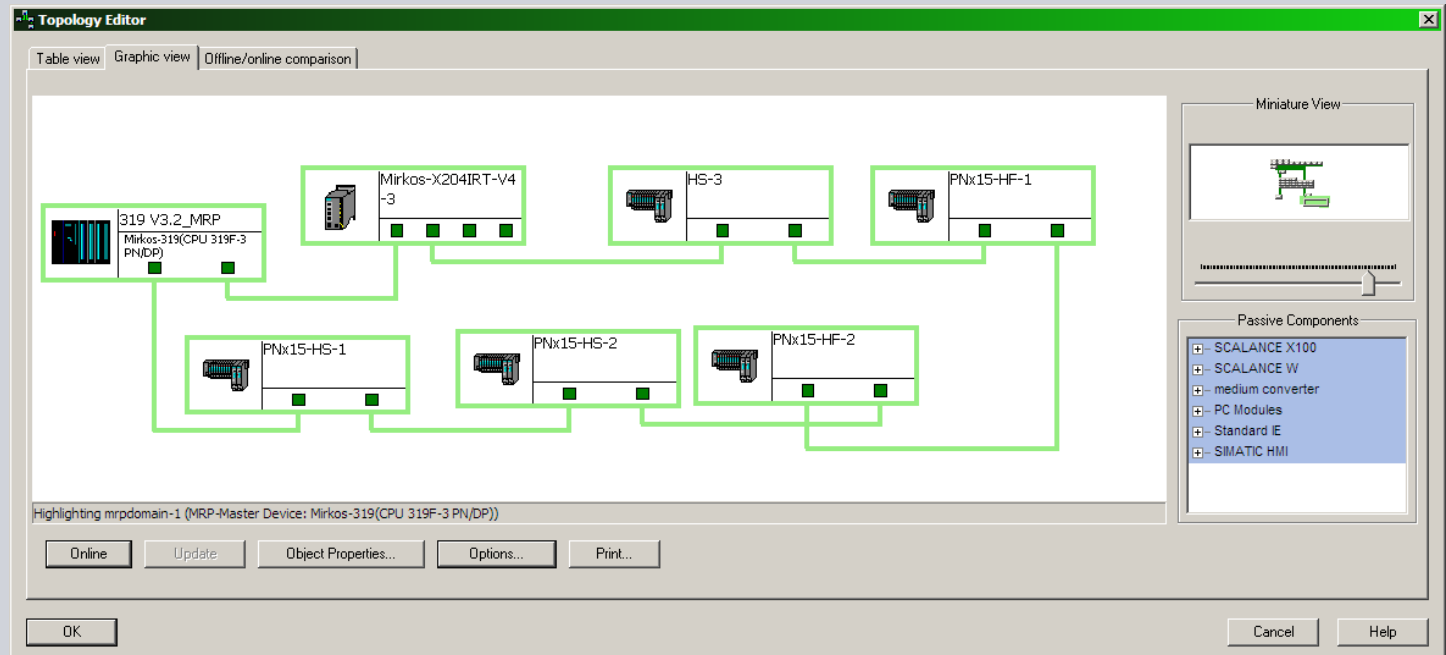 Topology Editor
Table view
Graphic view
Offline/online comparison
Miniature View
Mirkos-X204IRT-V4
-3
HS-3
PNx15-HF-1
319 V3.2_MRP
Mirkos-319(CPU 319F-3
PN/DP)
PNx15-HS-1
PNx15-HS-2
PNx15-HF-2
Passive Components
SCALANCE X100
SCALANCE W
medium converter
PC Modules
Standard IE
SIMATIC HMI
Highlighting mrpdomain-1 (MRP-Master Device: Mirkos-319(CPU 319F-3 PN/DP))
Online
Update
Object Properties...
Options...
Print...
OK
Cancel
Help